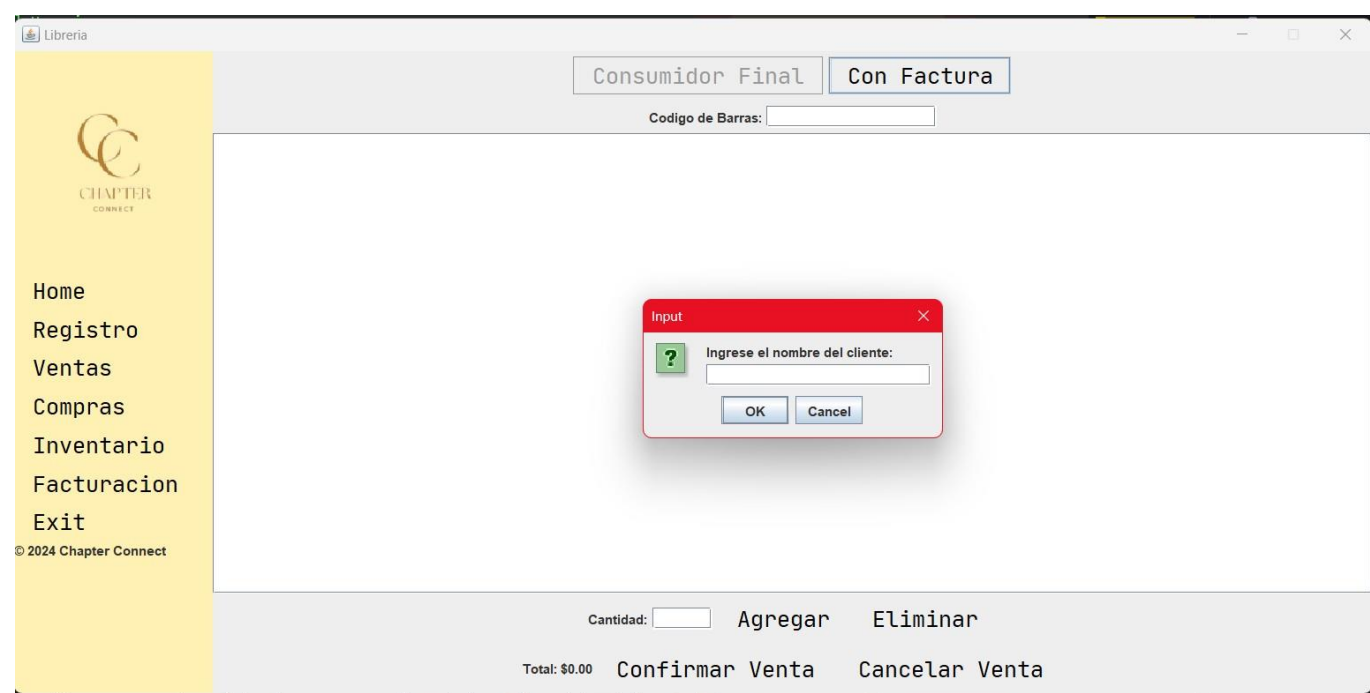 Libreria
Consumidor Final Con Factura
Codigo de Barras:
CC
CHAPTER
CONNECT
Home
Registro
Ventas
Compras
Inventario
Facturacion
Exit
© 2024 Chapter Connect
Input
? Ingrese el nombre del cliente:
OK Cancel
Cantidad: Agregar Eliminar
Total: $0.00 Confirmar Venta Cancelar Venta